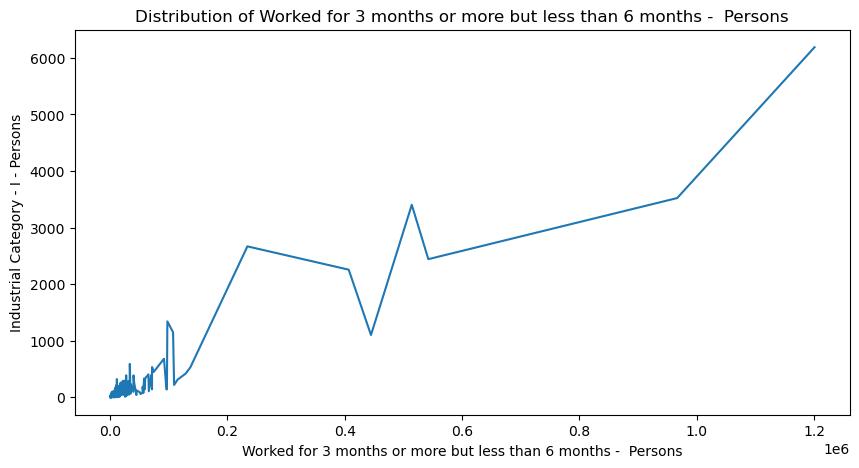 Distribution of Worked for 3 months or more but less than 6 months -  Persons
Industrial Category - I - Persons
6000
5000
4000
3000
2000
1000
0
0.0 0.2 0.4 0.6 0.8 1.0 1.2
1e6
Worked for 3 months or more but less than 6 months -  Persons